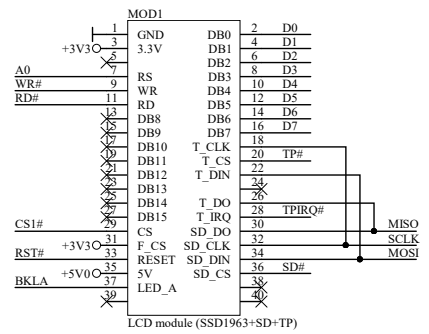 MOD1
1 GND DB0 2 D0
+3V3 3 3.3V DB1 4 D1
5 DB2 6 D2
A0 7 RS DB3 8 D3
WR# 9 WR DB4 10 D4
RD# 11 RD DB5 12 D5
13 DB8 DB6 14 D6
15 DB9 DB7 16 D7
17 DB10 T_CLK 18
19 DB11 T_CS 20 TP#
21 DB12 T_DIN 22
23 DB13 24
25 DB14 T_DO 26
27 DB15 T_IRQ 28 TPIRQ#
CS1# 29 CS SD_DO 30 MISO
+3V3 31 F_CS SD_CLK 32 SCLK
RST# 33 RESET SD_DIN 34 MOSI
+5V0 35 5V SD_CS 36 SD#
BKLA 37 LED_A 38
39 40
LCD module (SSD1963+SD+TP)